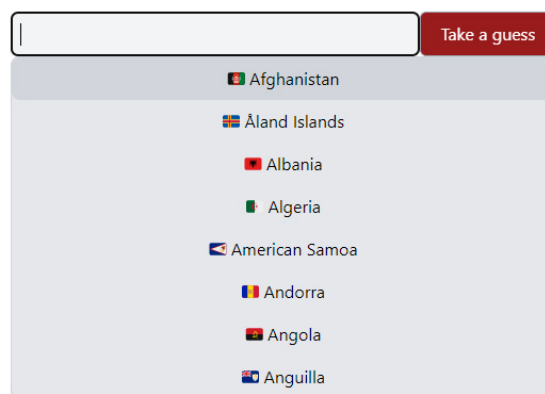 Take a guess
Afghanistan
Åland Islands
Albania
Algeria
American Samoa
Andorra
Angola
Anguilla